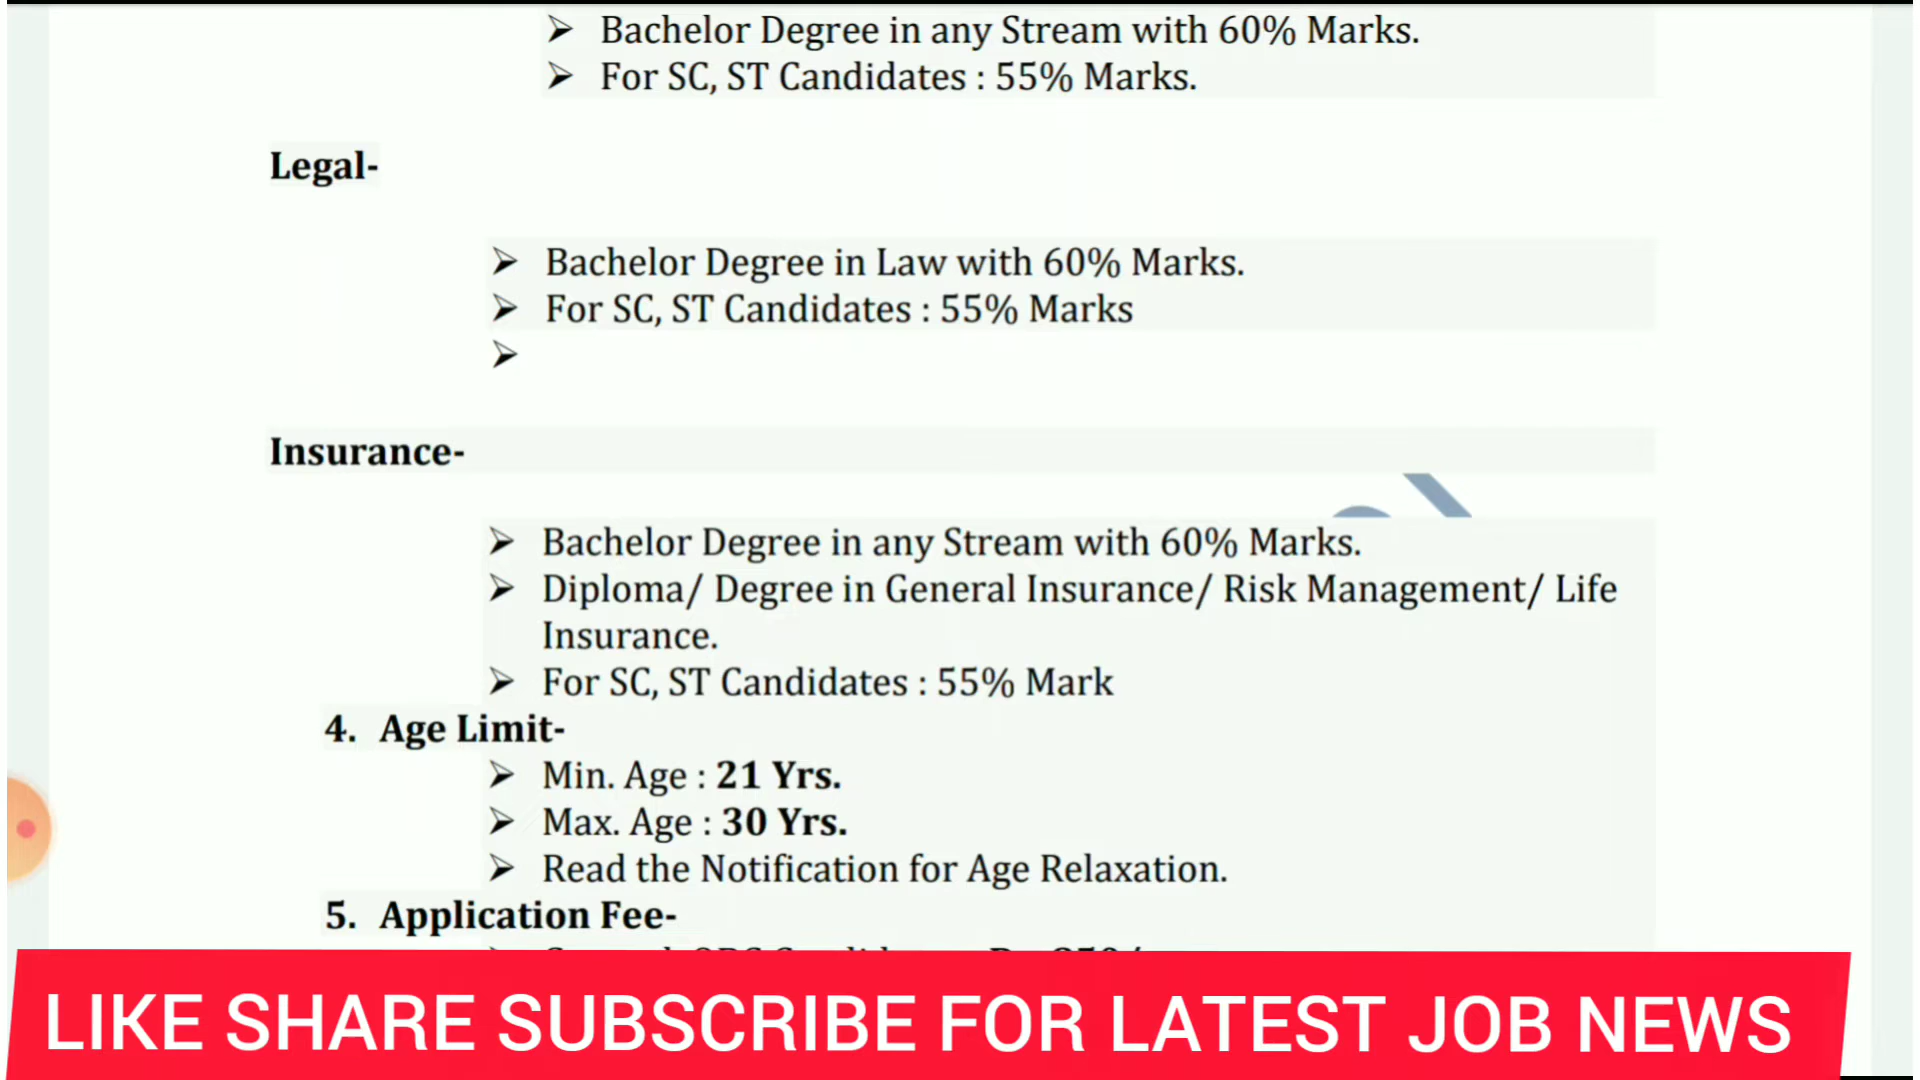 ➢ Bachelor Degree in any Stream with 60% Marks.
➢ For SC, ST Candidates : 55% Marks.
Legal-
➢ Bachelor Degree in Law with 60% Marks.
➢ For SC, ST Candidates : 55% Marks
➢
Insurance-
➢ Bachelor Degree in any Stream with 60% Marks.
➢ Diploma/ Degree in General Insurance/ Risk Management/ Life
Insurance.
➢ For SC, ST Candidates : 55% Mark
4. Age Limit-
➢ Min. Age : 21 Yrs.
➢ Max. Age : 30 Yrs.
➢ Read the Notification for Age Relaxation.
5. Application Fee-
LIKE SHARE SUBSCRIBE FOR LATEST JOB NEWS